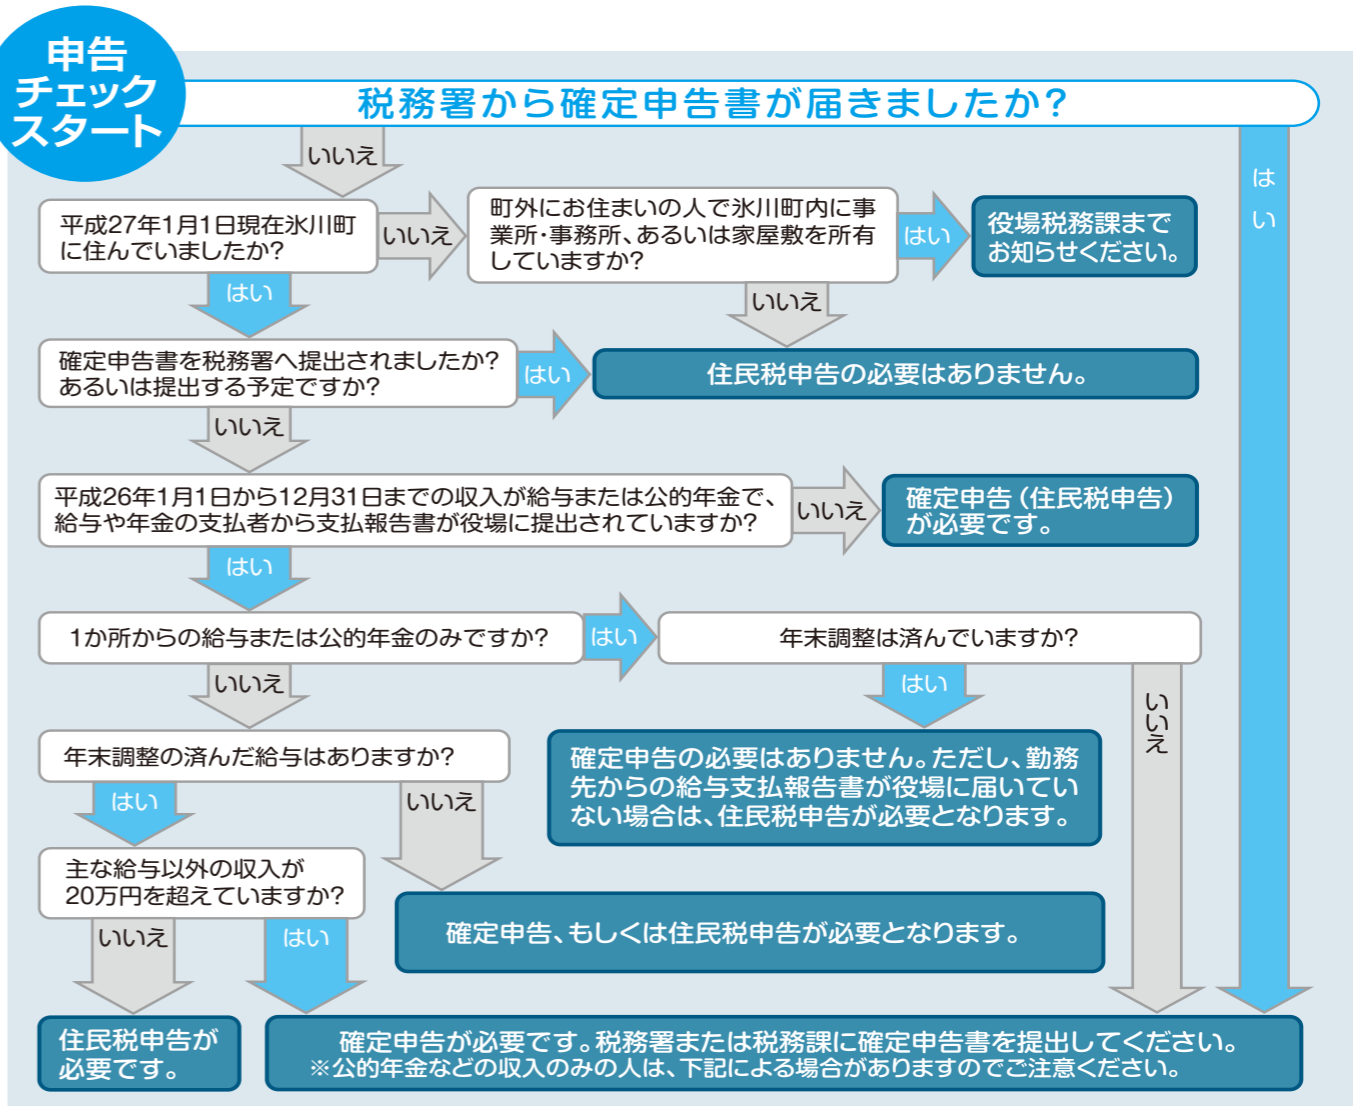 申告
チェック
スタート
税務署から確定申告書が届きましたか?
いいえ
はい
平成27年1月1日現在氷川町
に住んでいましたか?
いいえ
町外にお住まいの人で氷川町内に事
業所・事務所、あるいは家屋敷を所有
していますか?
はい
役場税務課まで
お知らせください。
はい
いいえ
確定申告書を税務署へ提出されましたか?
あるいは提出する予定ですか?
はい
住民税申告の必要はありません。
いいえ
平成26年1月1日から12月31日までの収入が給与または公的年金で、
給与や年金の支払者から支払報告書が役場に提出されていますか?
いいえ
確定申告(住民税申告)
が必要です。
はい
1か所からの給与または公的年金のみですか?
はい
年末調整は済んでいますか?
いいえ
はい
いいえ
年末調整の済んだ給与はありますか?
確定申告の必要はありません。ただし、勤務
先からの給与支払報告書が役場に届いてい
ない場合は、住民税申告が必要となります。
はい
いいえ
主な給与以外の収入が
20万円を超えていますか?
確定申告、もしくは住民税申告が必要となります。
いいえ
はい
住民税申告が
必要です。
確定申告が必要です。税務署または税務課に確定申告書を提出してください。
※公的年金などの収入のみの人は、下記による場合がありますのでご注意ください。